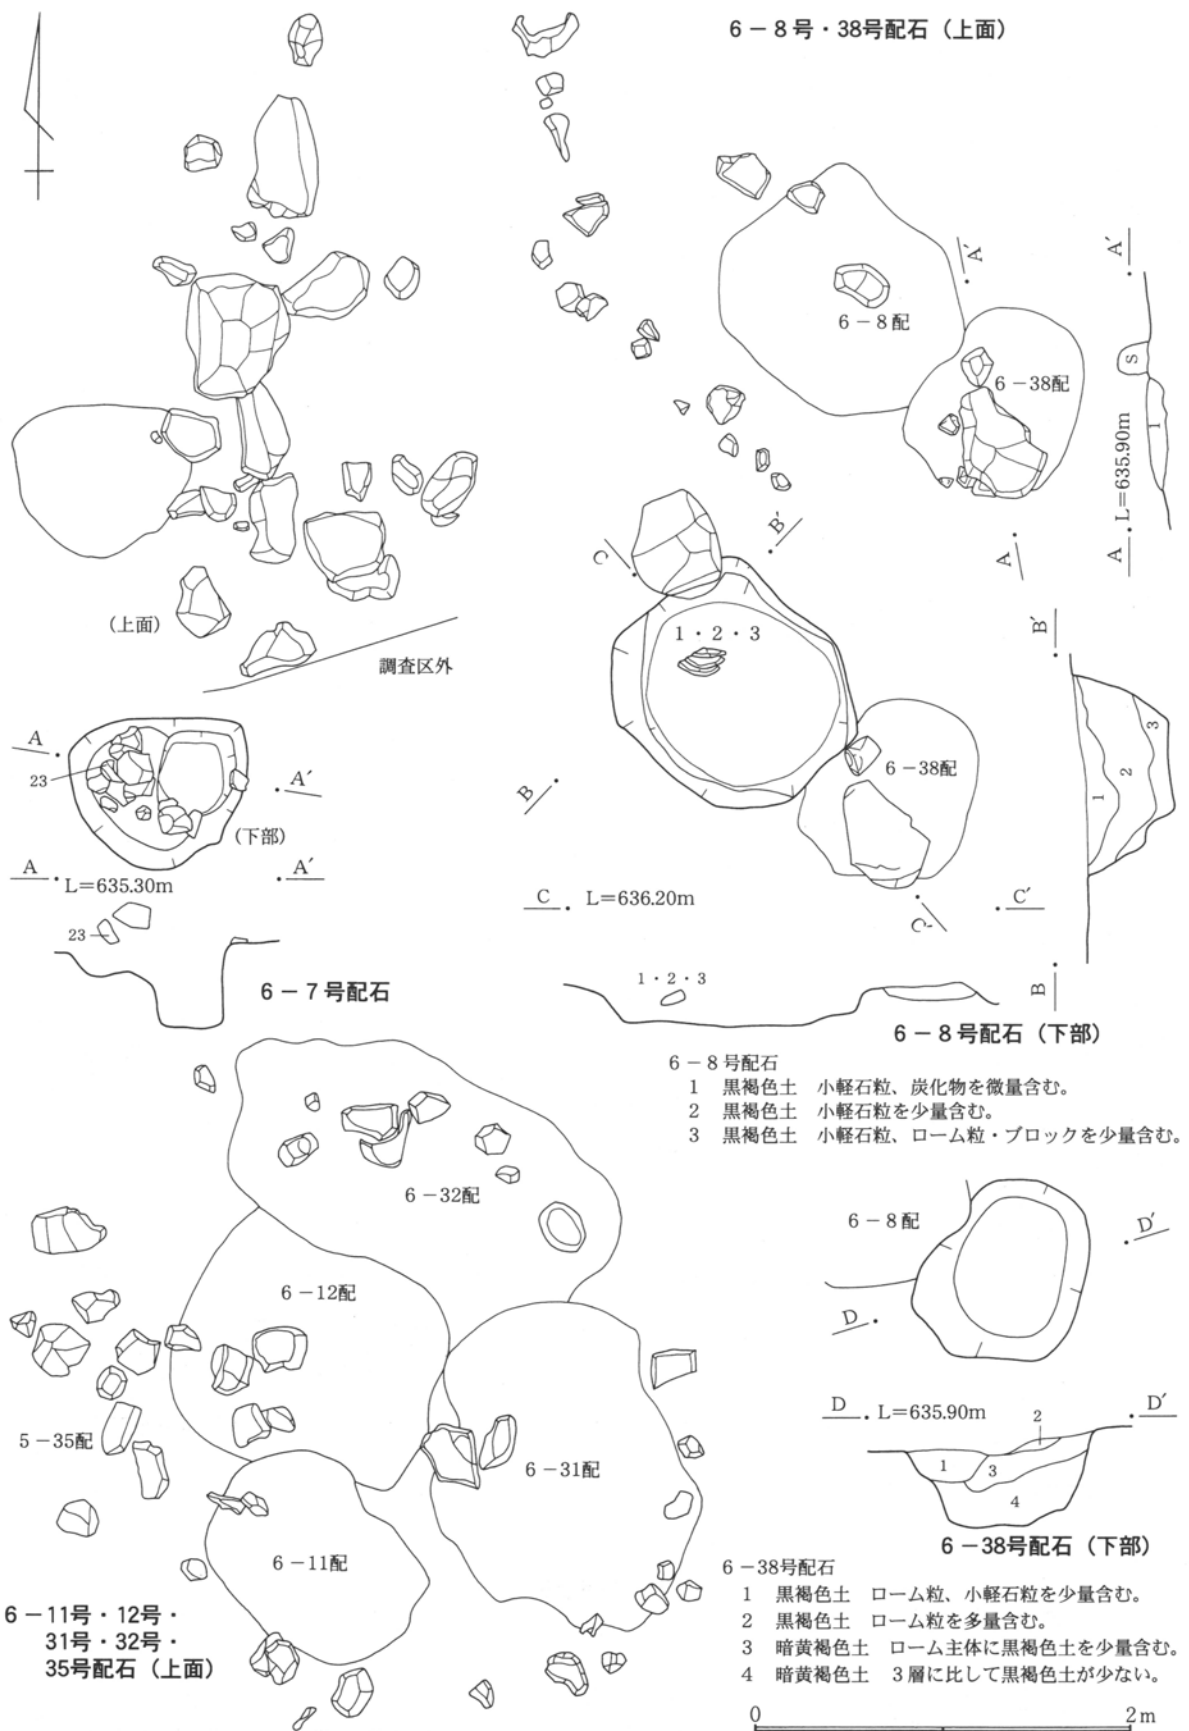 6－8号・38号配石（上面）
A′
A′
6－8配
S
6－38配
1
L＝635.90m
A
A
(上面)
調査区外
B′
C
1・2・3
B′
A
23
A′
(下部)
6－38配
B
3
2
1
A
L＝635.30m
A′
C
L＝636.20m
C′
C′
23
1・2・3
B
6－7号配石
6－8号配石（下部）
6－8号配石
1　黒褐色土　小軽石粒、炭化物を微量含む。
2　黒褐色土　小軽石粒を少量含む。
3　黒褐色土　小軽石粒、ローム粒・ブロックを少量含む。
6－32配
6－8配
D′
6－12配
D
D
L＝635.90m
D′
2
5－35配
6－31配
1
3
4
6－11配
6－38号配石（下部）
6－38号配石
1　黒褐色土　ローム粒、小軽石粒を少量含む。
2　黒褐色土　ローム粒を多量含む。
3　暗黄褐色土　ローム主体に黒褐色土を少量含む。
4　暗黄褐色土　3層に比して黒褐色土が少ない。
6－11号・12号・
31号・32号・
35号配石（上面）
0
2m